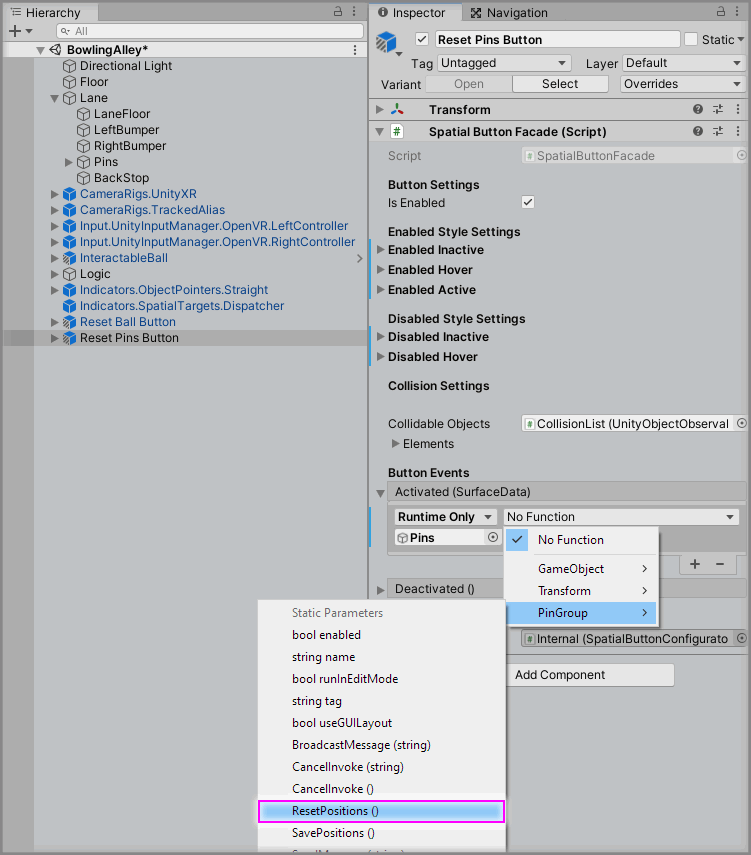 Hierarchy
All
BowlingAlley*
Directional Light
Floor
Lane
LaneFloor
LeftBumper
RightBumper
Pins
BackStop
CameraRigs.UnityXR
CameraRigs.TrackedAlias
Input.UnityInputManager.OpenVR.LeftController
Input.UnityInputManager.OpenVR.RightController
InteractableBall
Logic
Indicators.ObjectPointers.Straight
Indicators.SpatialTargets.Dispatcher
Reset Ball Button
Reset Pins Button
Inspector Navigation
Reset Pins Button Static
Tag Untagged Layer Default
Variant Open Select Overrides
Transform
# Spatial Button Facade (Script)
Script # SpatialButtonFacade
Button Settings
Is Enabled
Enabled Style Settings
Enabled Inactive
Enabled Hover
Enabled Active
Disabled Style Settings
Disabled Inactive
Disabled Hover
Collision Settings
Collidable Objects # CollisionList (UnityObjectObserval
Elements
Button Events
Activated (SurfaceData)
Runtime Only No Function
Pins
No Function
GameObject
Transform
PinGroup
+ −
Deactivated ()
# Internal (SpatialButtonConfigurato
Add Component
Static Parameters
bool enabled
string name
bool runInEditMode
string tag
bool useGUILayout
BroadcastMessage (string)
CancelInvoke (string)
CancelInvoke ()
ResetPositions ()
SavePositions ()